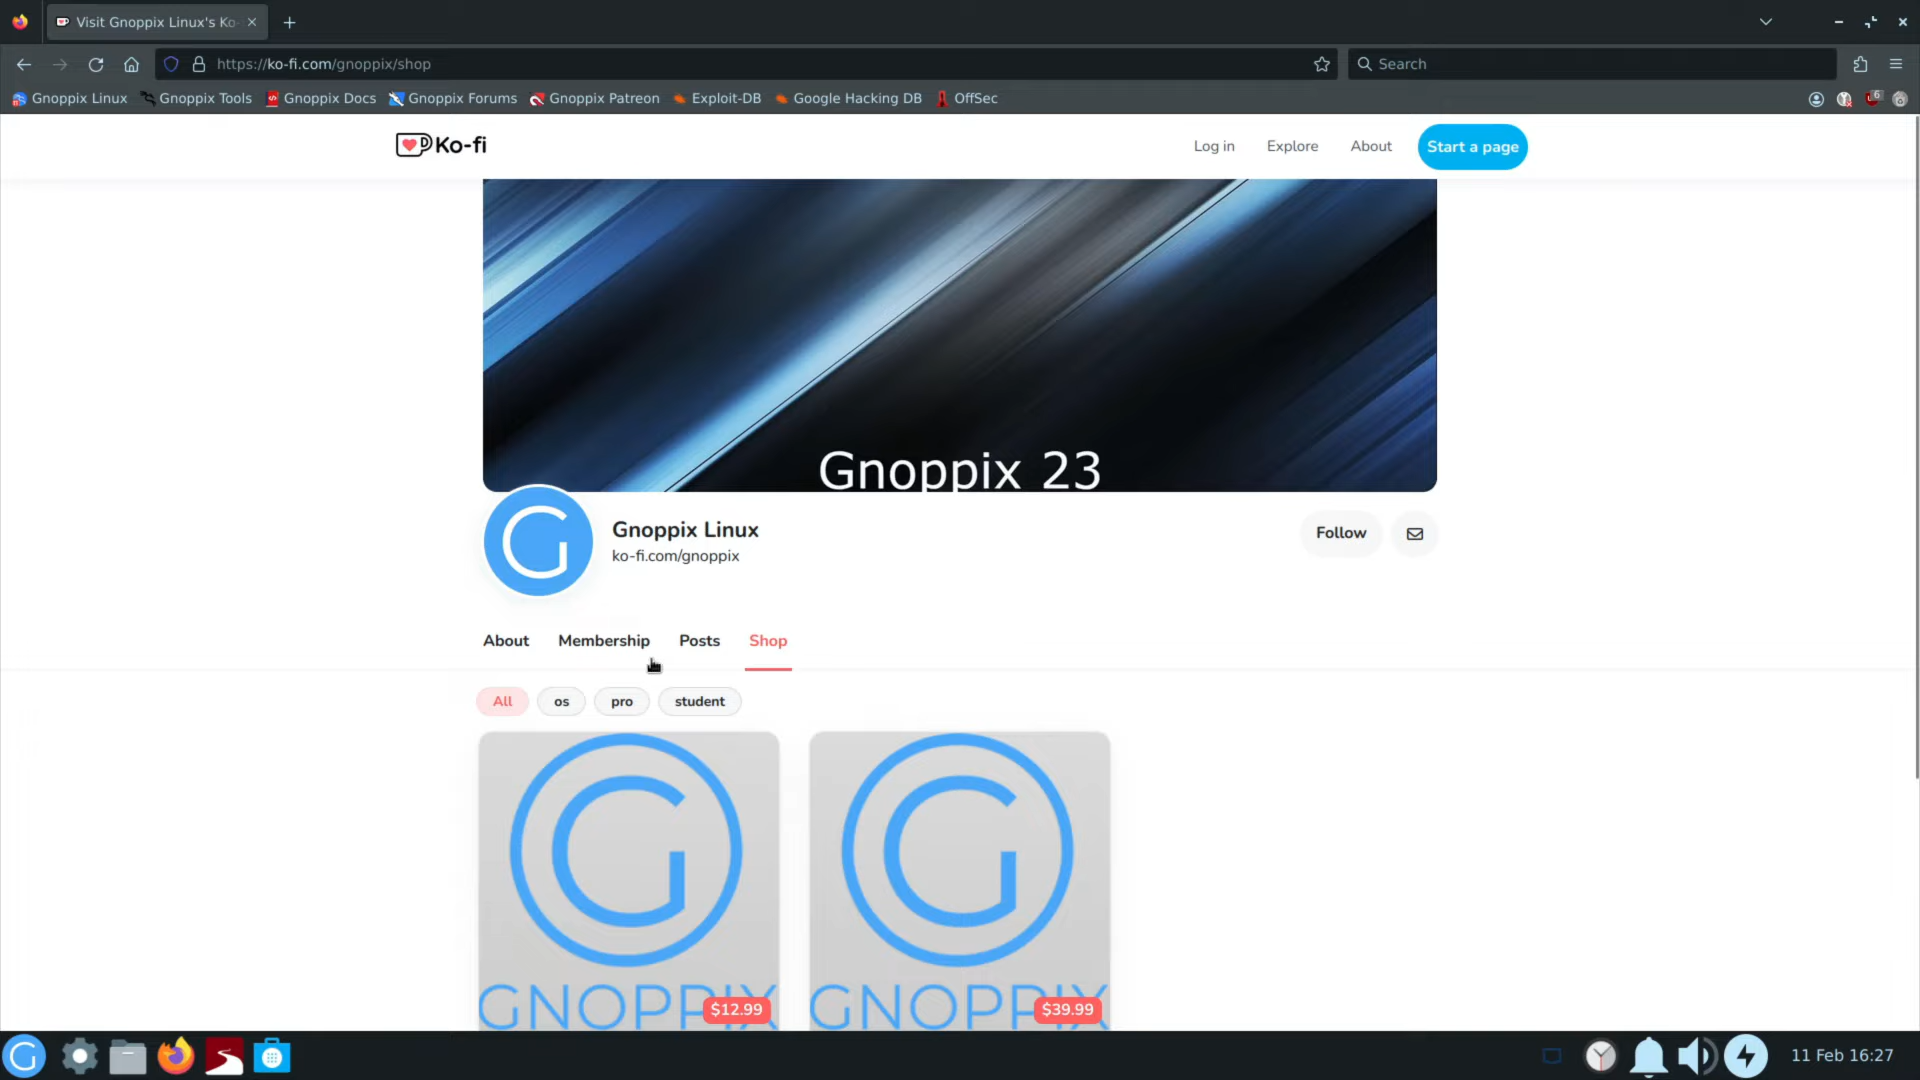 Visit Gnoppix Linux's Ko
https://ko-fi.com/gnoppix/shop
Search
Gnoppix Linux
Gnoppix Tools
Gnoppix Docs
Gnoppix Forums
Gnoppix Patreon
Exploit-DB
Google Hacking DB
OffSec
6
Ko-fi
Log in
Explore
About
Start a page
Gnoppix 23
G
Gnoppix Linux
ko-fi.com/gnoppix
Follow
About
Membership
Posts
Shop
All
os
pro
student
G
GNOPPIX
$12.99
G
GNOPPIX
$39.99
G
11 Feb 16:27